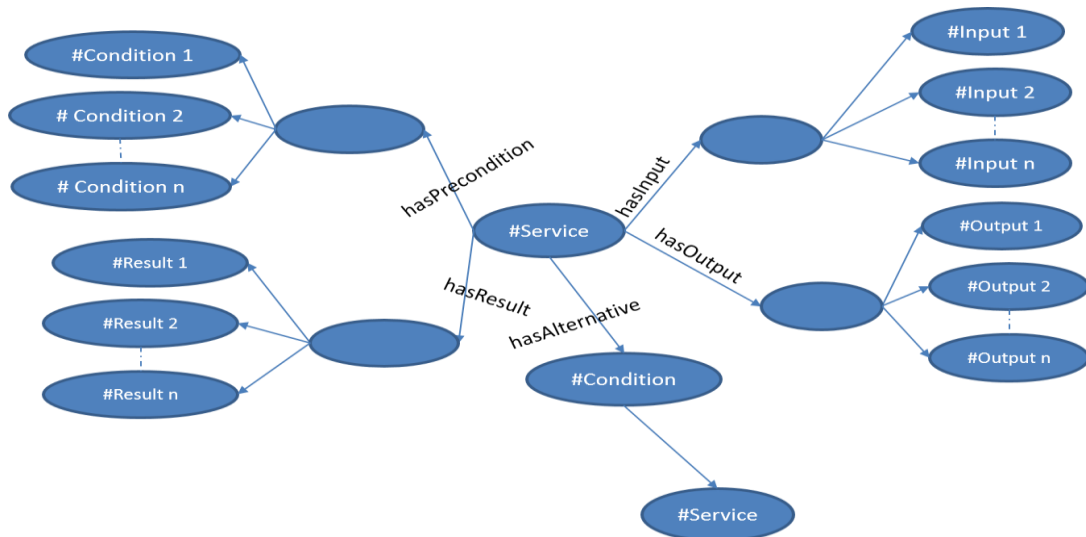 #Condition 1
# Condition 2
# Condition n
#Input 1
#Input 2
#Input n
hasPrecondition
hasInput
#Service
hasOutput
#Output 1
#Output 2
#Output n
#Result 1
#Result 2
#Result n
hasResult
hasAlternative
#Condition
#Service